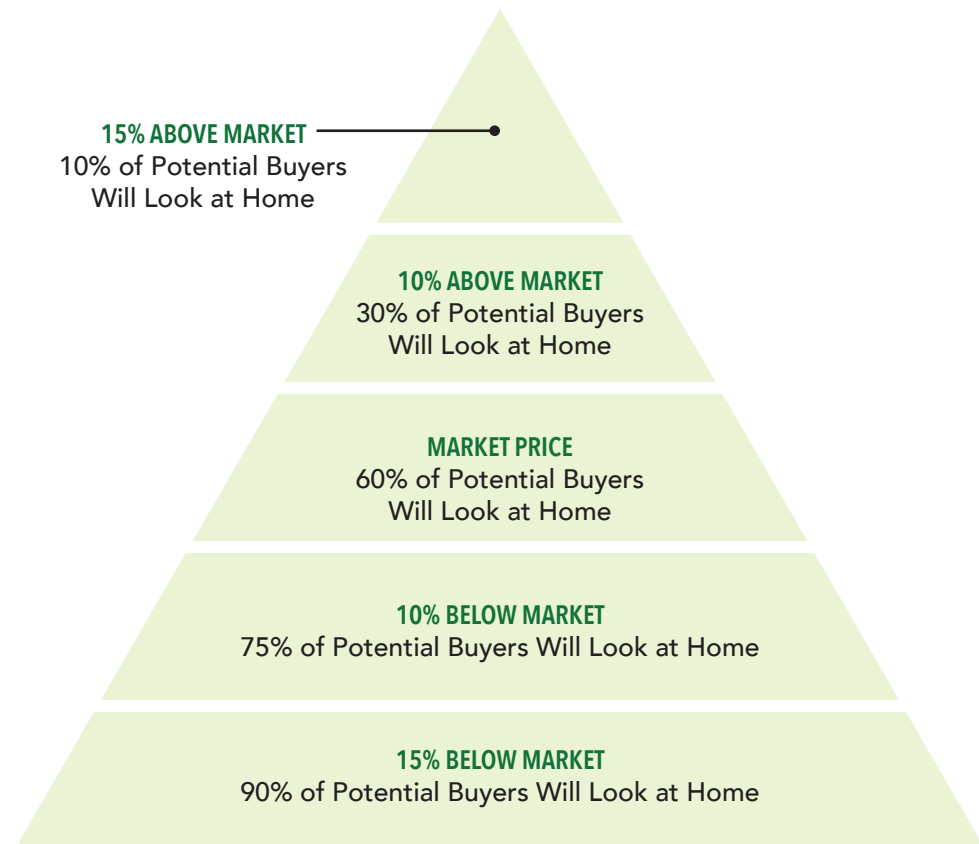 15% ABOVE MARKET
10% of Potential Buyers
Will Look at Home
10% ABOVE MARKET
30% of Potential Buyers
Will Look at Home
MARKET PRICE
60% of Potential Buyers
Will Look at Home
10% BELOW MARKET
75% of Potential Buyers Will Look at Home
15% BELOW MARKET
90% of Potential Buyers Will Look at Home